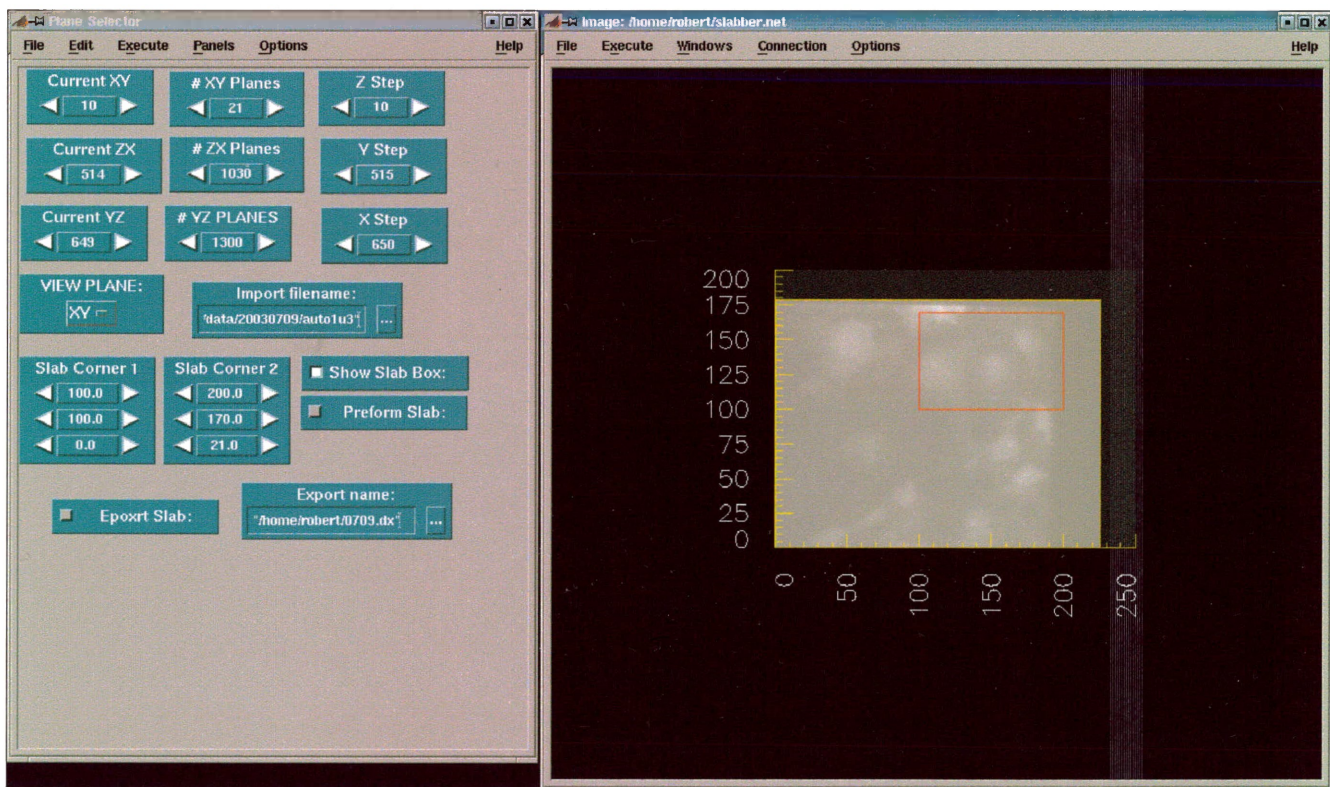 Plane Selector
File Edit Execute Panels Options Help
Current XY # XY Planes Z Step
10 21 10
Current ZX # ZX Planes Y Step
514 1030 515
Current YZ # YZ PLANES X Step
649 1300 650
VIEW PLANE:
XY
Import filename:
"data/20030709/auto1u3"
...
Slab Corner 1 Slab Corner 2
100.0 200.0
100.0 170.0
0.0 21.0
Show Slab Box:
Preform Slab:
Epoxrt Slab:
Export name:
"/home/robert/0709.dx"
...
Image: /home/robert/slabber.net
File Execute Windows Connection Options Help
200
175
150
125
100
75
50
25
0
0 50 100 150 200 250